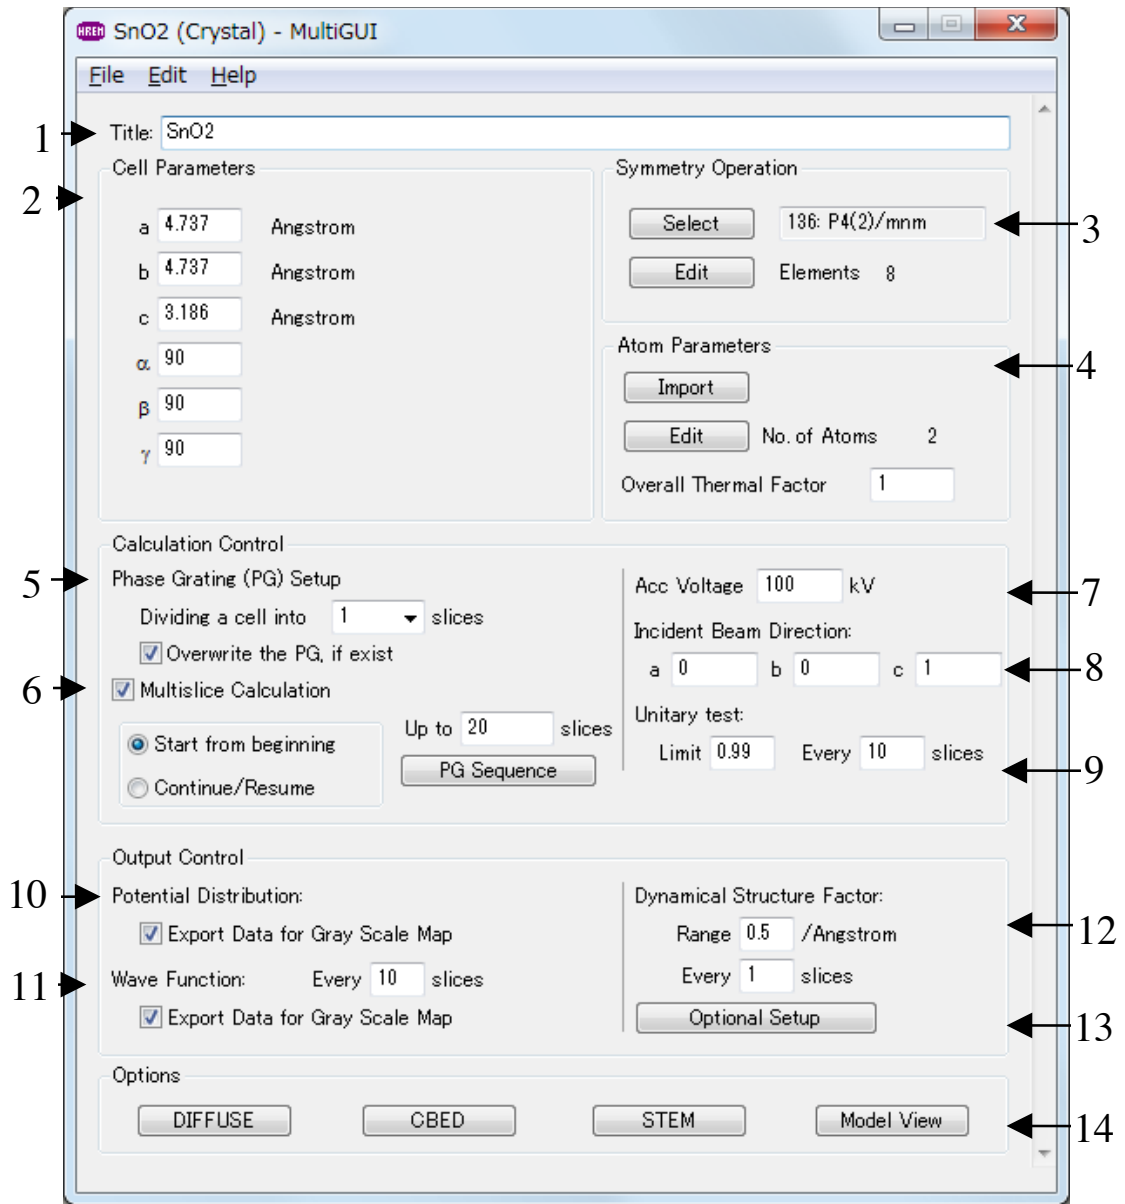 HREM SnO2 (Crystal) - MultiGUI
File Edit Help
1 Title: SnO2
2 Cell Parameters
a 4.737 Angstrom
b 4.737 Angstrom
c 3.186 Angstrom
α 90
β 90
γ 90
Symmetry Operation
Select 136: P4(2)/mnm 3
Edit Elements 8
Atom Parameters 4
Import
Edit No. of Atoms 2
Overall Thermal Factor 1
Calculation Control
5 Phase Grating (PG) Setup
Dividing a cell into 1 slices
Overwrite the PG, if exist
6 Multislice Calculation
Start from beginning
Continue/Resume
Up to 20 slices
PG Sequence
Acc Voltage 100 kV 7
Incident Beam Direction:
a 0 b 0 c 1 8
Unitary test:
Limit 0.99 Every 10 slices 9
Output Control
10 Potential Distribution:
Export Data for Gray Scale Map
11 Wave Function: Every 10 slices
Export Data for Gray Scale Map
Dynamical Structure Factor:
Range 0.5 /Angstrom 12
Every 1 slices
Optional Setup 13
Options
DIFFUSE CBED STEM Model View 14